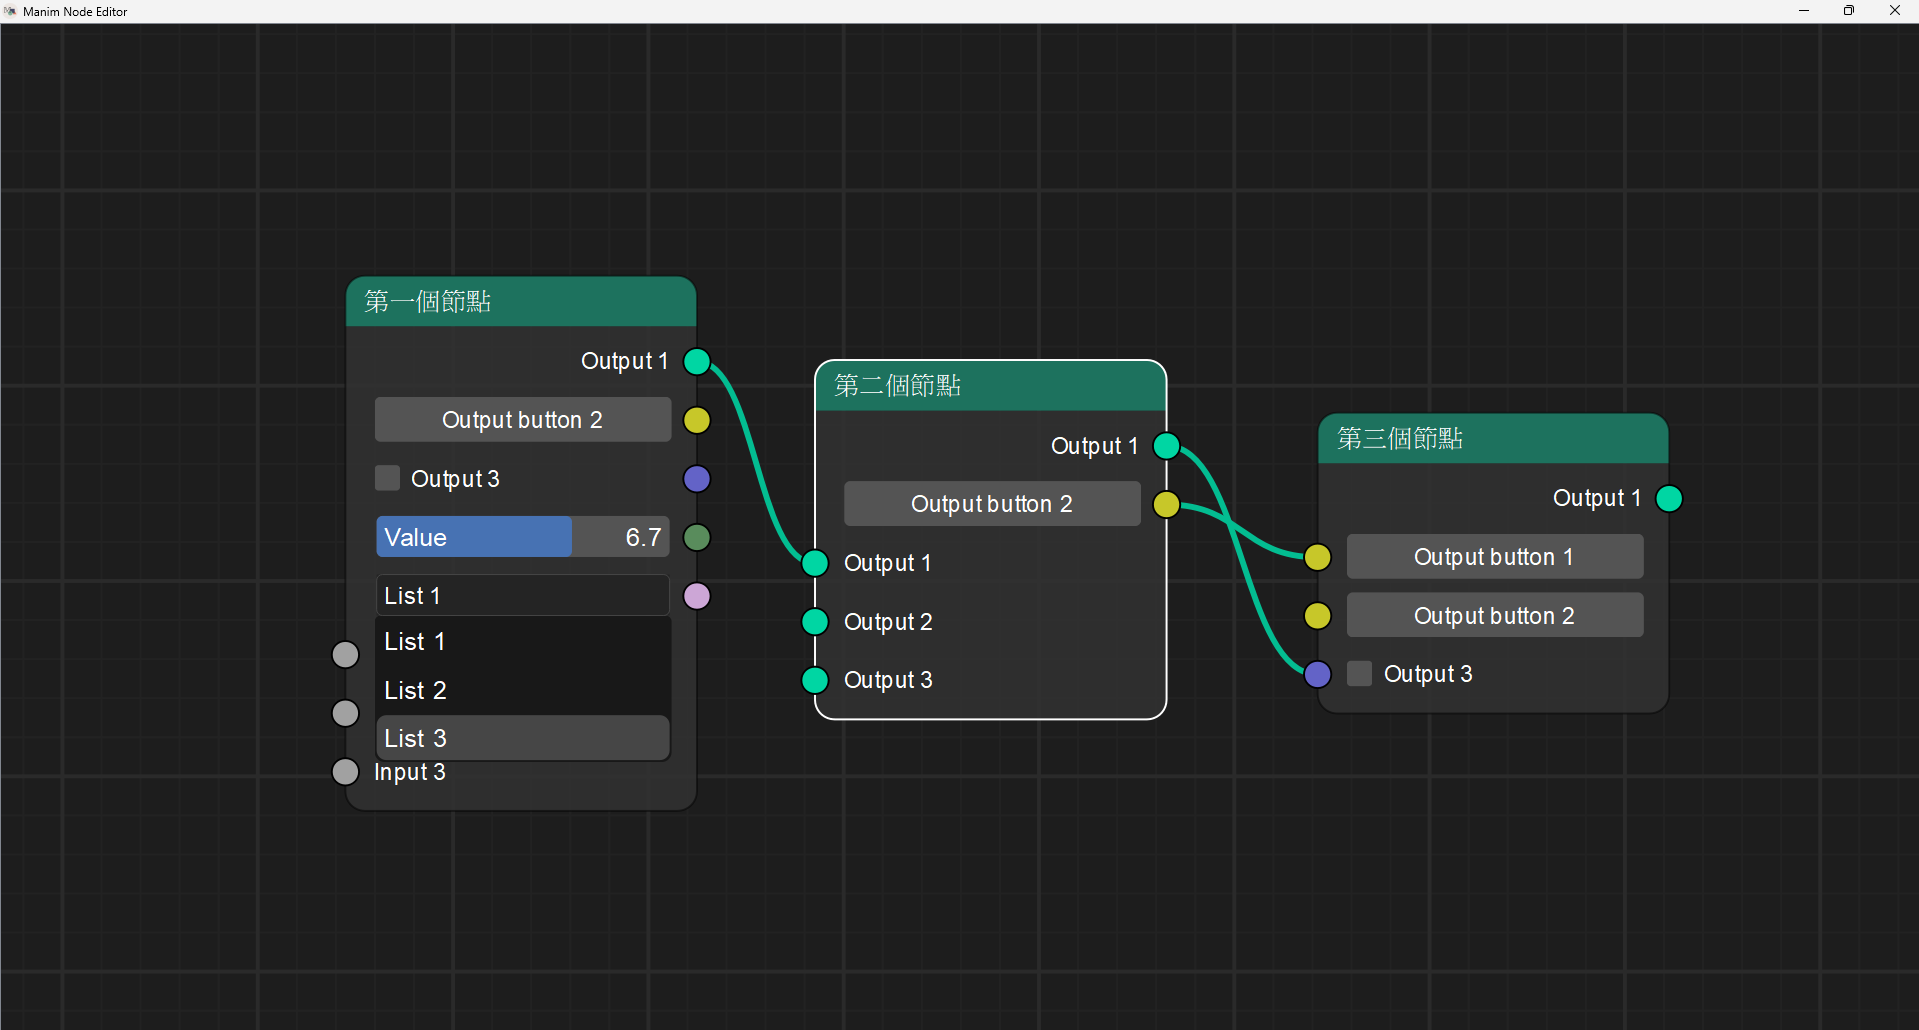 Manim Node Editor
第一個節點
Output 1
Output button 2
Output 3
Value 6.7
List 1
List 1
List 2
List 3
Input 3
第二個節點
Output 1
Output button 2
Output 1
Output 2
Output 3
第三個節點
Output 1
Output button 1
Output button 2
Output 3